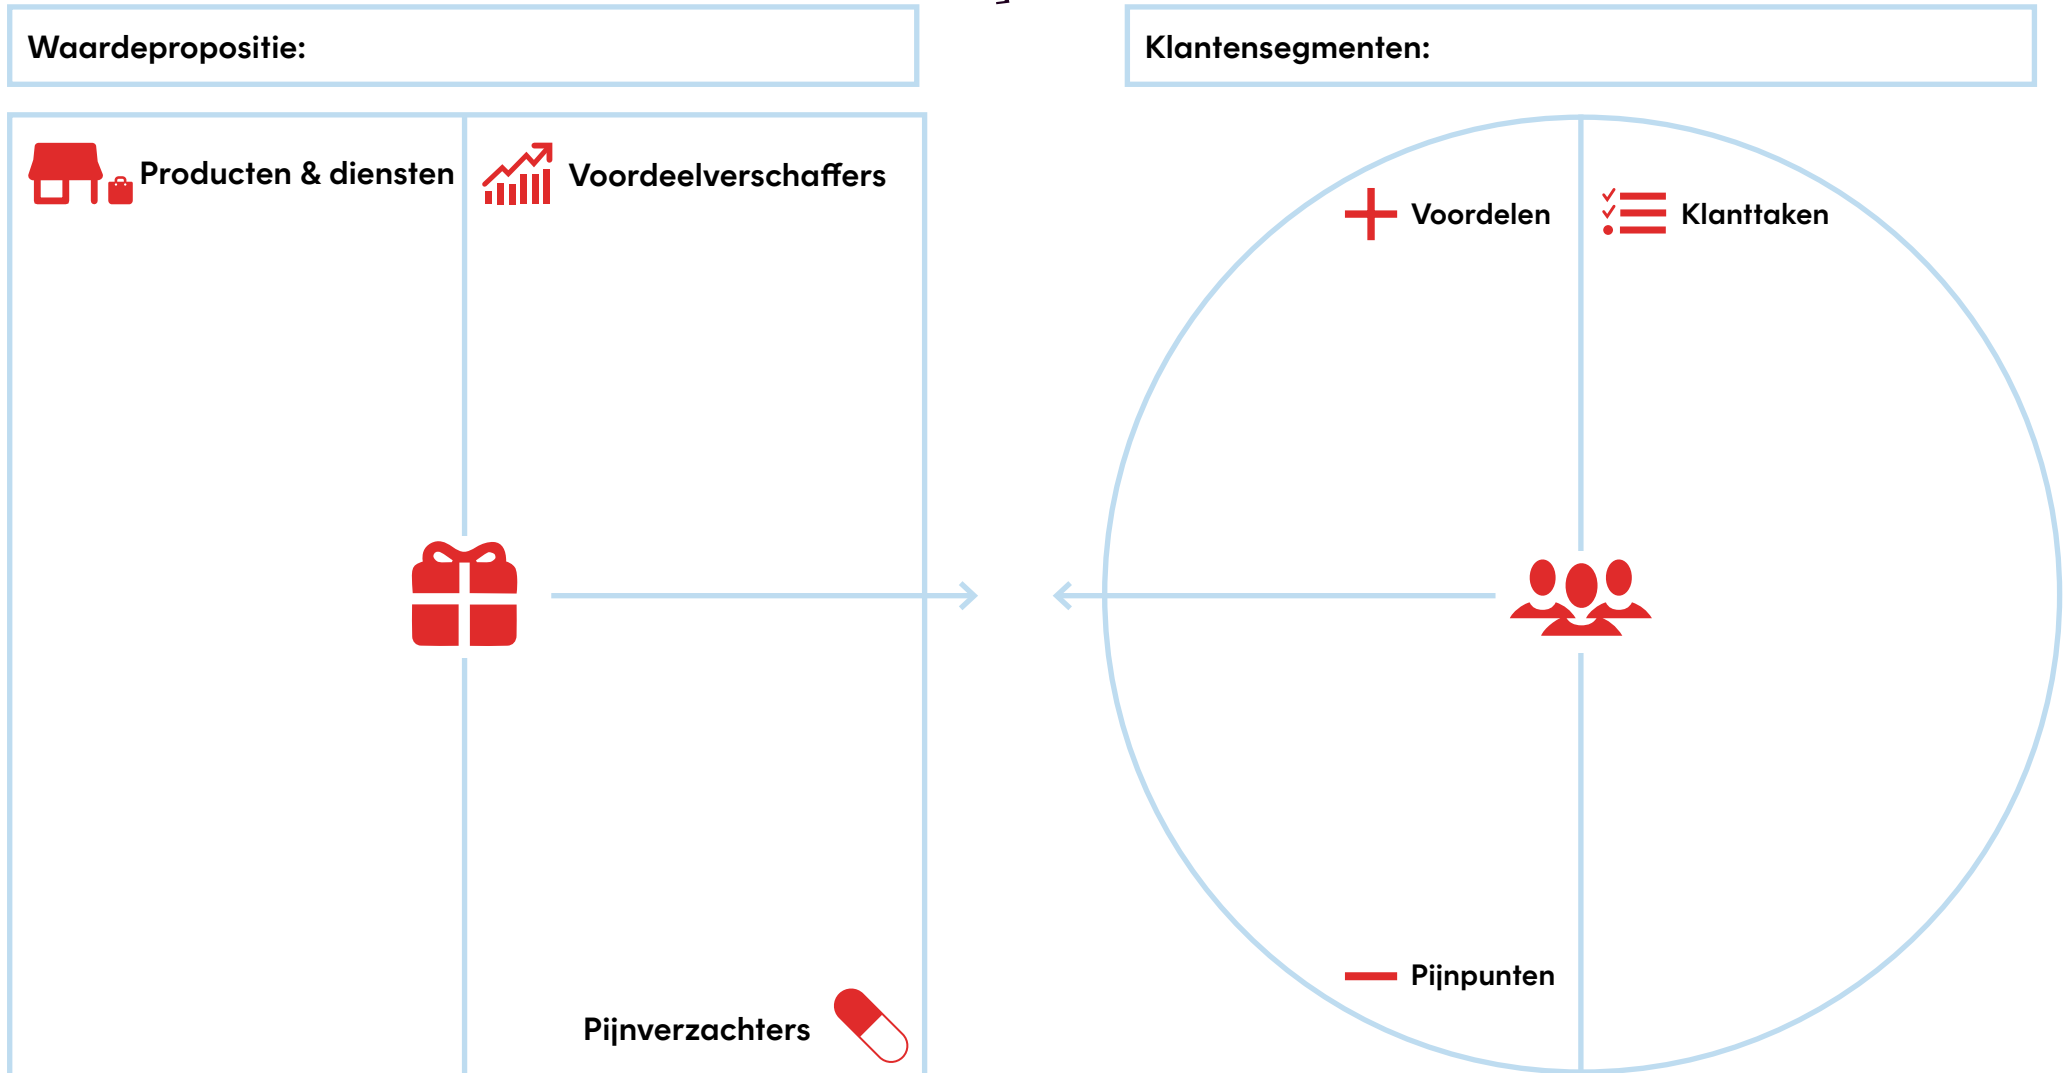 Waardepropositie:
Klantensegmenten:
Producten & diensten
Voordeelverschaffers
Voordelen
Klanttaken
Pijnpunten
Pijnverzachters